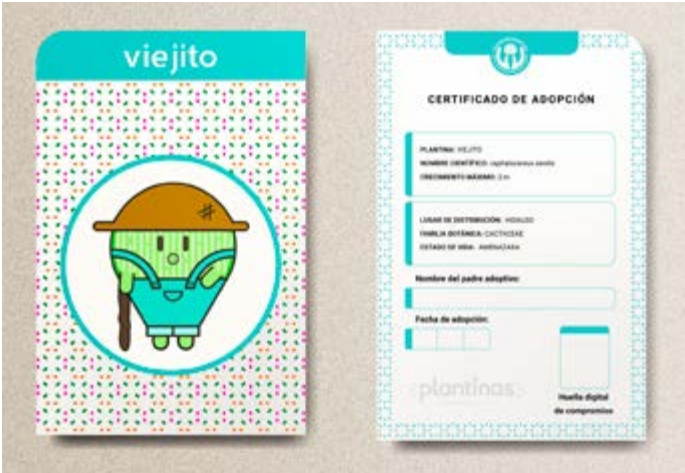 viejito
CERTIFICADO DE ADOPCIÓN
PLANTINA: VIEJITO
NOMBRE CIENTÍFICO: cephalocereus senilis
CRECIMIENTO MÁXIMO:
LUGAR DE DISTRIBUCIÓN: HIDALGO
FAMILIA BOTÁNICA: CACTACEAE
ESTADO DE VIDA: AMENAZADA
Nombre del padre adoptivo:
Fecha de adopción:
plantinas
Huella digital
de compromiso